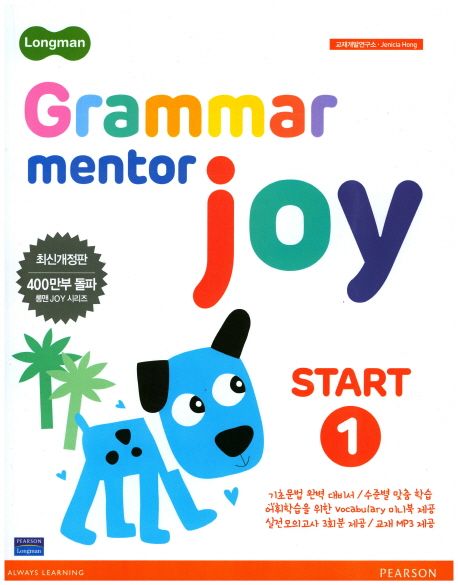 Longman
교재개발연구소 · Jenicia Hong
Grammar
mentor
joy
최신개정판
400만부 돌파
롱맨 JOY 시리즈
START
1
기초문법 완벽 대비서 / 수준별 맞춤 학습
어휘학습을 위한 Vocabulary 미니북 제공
실전모의고사 3회분 제공 / 교재 MP3 제공
PEARSON
Longman
ALWAYS LEARNING
PEARSON